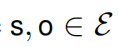 s, o ∈ ℰ